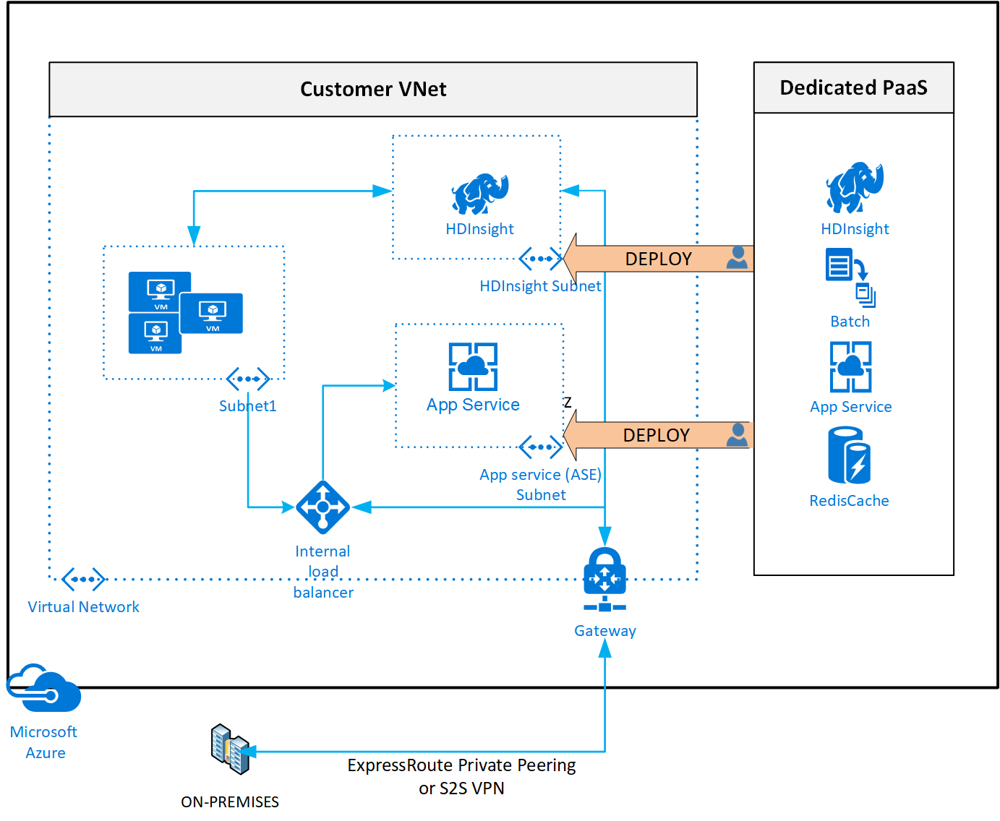 Customer VNet
Dedicated PaaS
HDInsight
HDInsight
DEPLOY
HDInsight Subnet
VM
VM
VM
Batch
Subnet1
App Service
Z
App Service
DEPLOY
App service (ASE)
Subnet
RedisCache
Internal
load
balancer
Virtual Network
Gateway
Microsoft
Azure
ExpressRoute Private Peering
or S2S VPN
ON-PREMISES